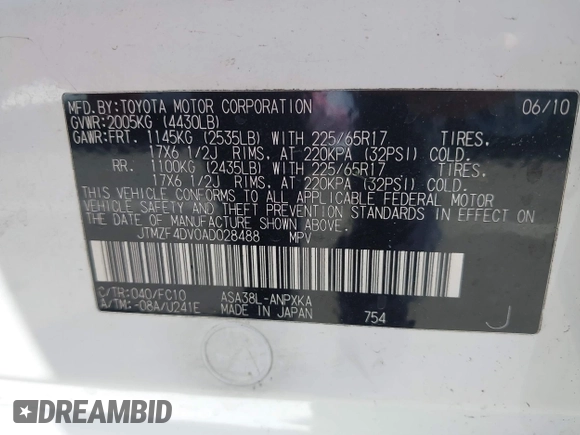 MFD.BY:TOYOTA MOTOR CORPORATION 06/10
GVWR:2005KG (4430LB)
GAWR:FRT. 1145KG (2535LB) WITH 225/65R17 TIRES,
17X6 1/2J RIMS, AT 220KPA (32PSI) COLD.
RR. 1100KG (2435LB) WITH 225/65R17 TIRES,
17X6 1/2J RIMS, AT 220KPA (32PSI) COLD.
THIS VEHICLE CONFORMS TO ALL APPLICABLE FEDERAL MOTOR
VEHICLE SAFETY AND THEFT PREVENTION STANDARDS IN EFFECT ON
THE DATE OF MANUFACTURE SHOWN ABOVE.
JTMZF4DV0AD028488 MPV
C/TR:040/FC10 ASA38L-ANPXKA
A/TM:-08A/U241E MADE IN JAPAN 754 J
DREAMBID